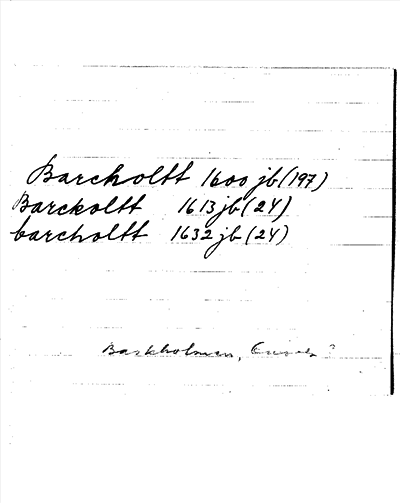 Barcholtt 1600 jb (197)
Barckoltt 1613 jb (24)
barcholtt 1632 jb (24)
Barkholmen, ?